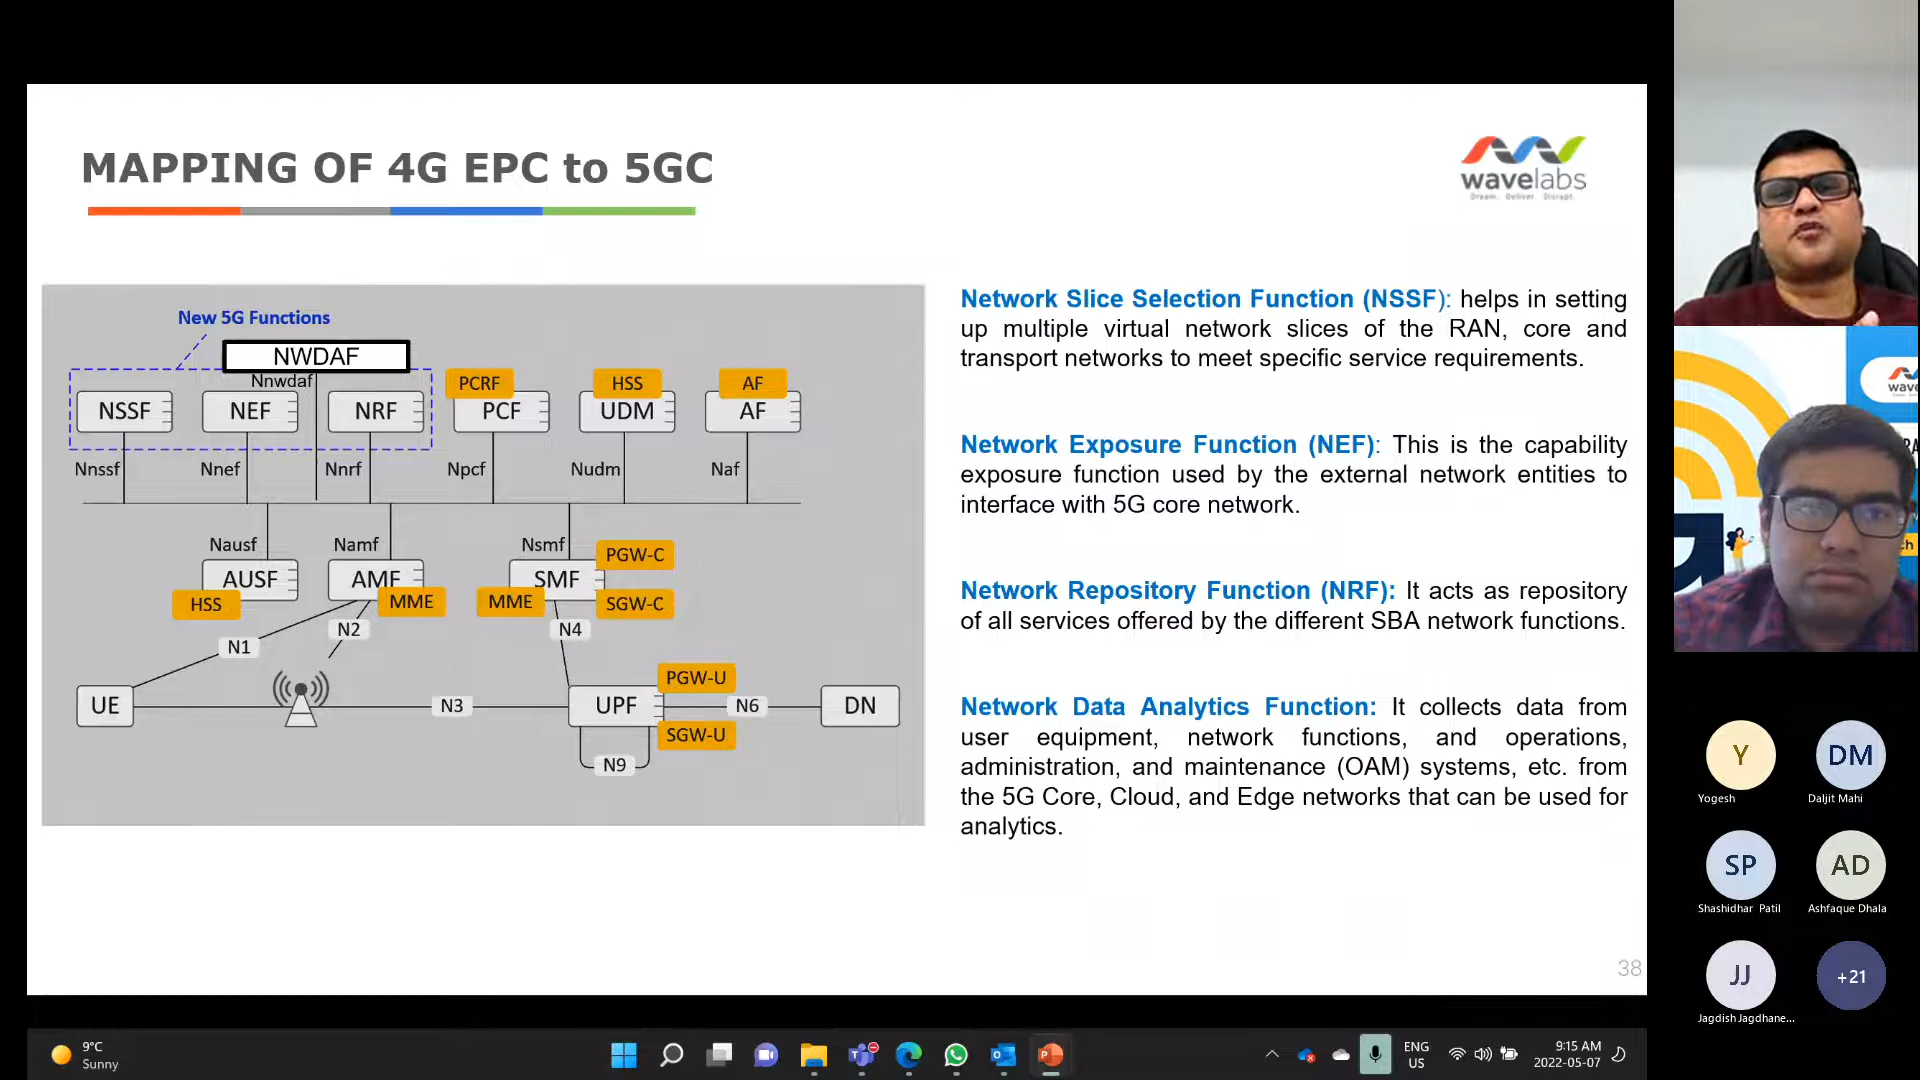 MAPPING OF 4G EPC to 5GC
wavelabs
Dream. Deliver. Disrupt.
New 5G Functions
NWDAF
Nnwdaf
NSSF
NEF
NRF
PCRF
PCF
HSS
UDM
AF
AF
Nnssf
Nnef
Nnrf
Npcf
Nudm
Naf
Nausf
Namf
Nsmf
AUSF
HSS
AMF
MME
MME
SMF
PGW-C
SGW-C
N1
N2
N4
UE
N3
UPF
PGW-U
SGW-U
N6
DN
N9
Network Slice Selection Function (NSSF): helps in setting
up multiple virtual network slices of the RAN, core and
transport networks to meet specific service requirements.
Network Exposure Function (NEF): This is the capability
exposure function used by the external network entities to
interface with 5G core network.
Network Repository Function (NRF): It acts as repository
of all services offered by the different SBA network functions.
Network Data Analytics Function: It collects data from
user equipment, network functions, and operations,
administration, and maintenance (OAM) systems, etc. from
the 5G Core, Cloud, and Edge networks that can be used for
analytics.
38
Y
Yogesh
DM
Daljit Mahi
SP
Shashidhar Patil
AD
Ashfaque Dhala
JJ
Jagdish Jagdhane...
+21
9°C
Sunny
ENG
US
9:15 AM
2022-05-07